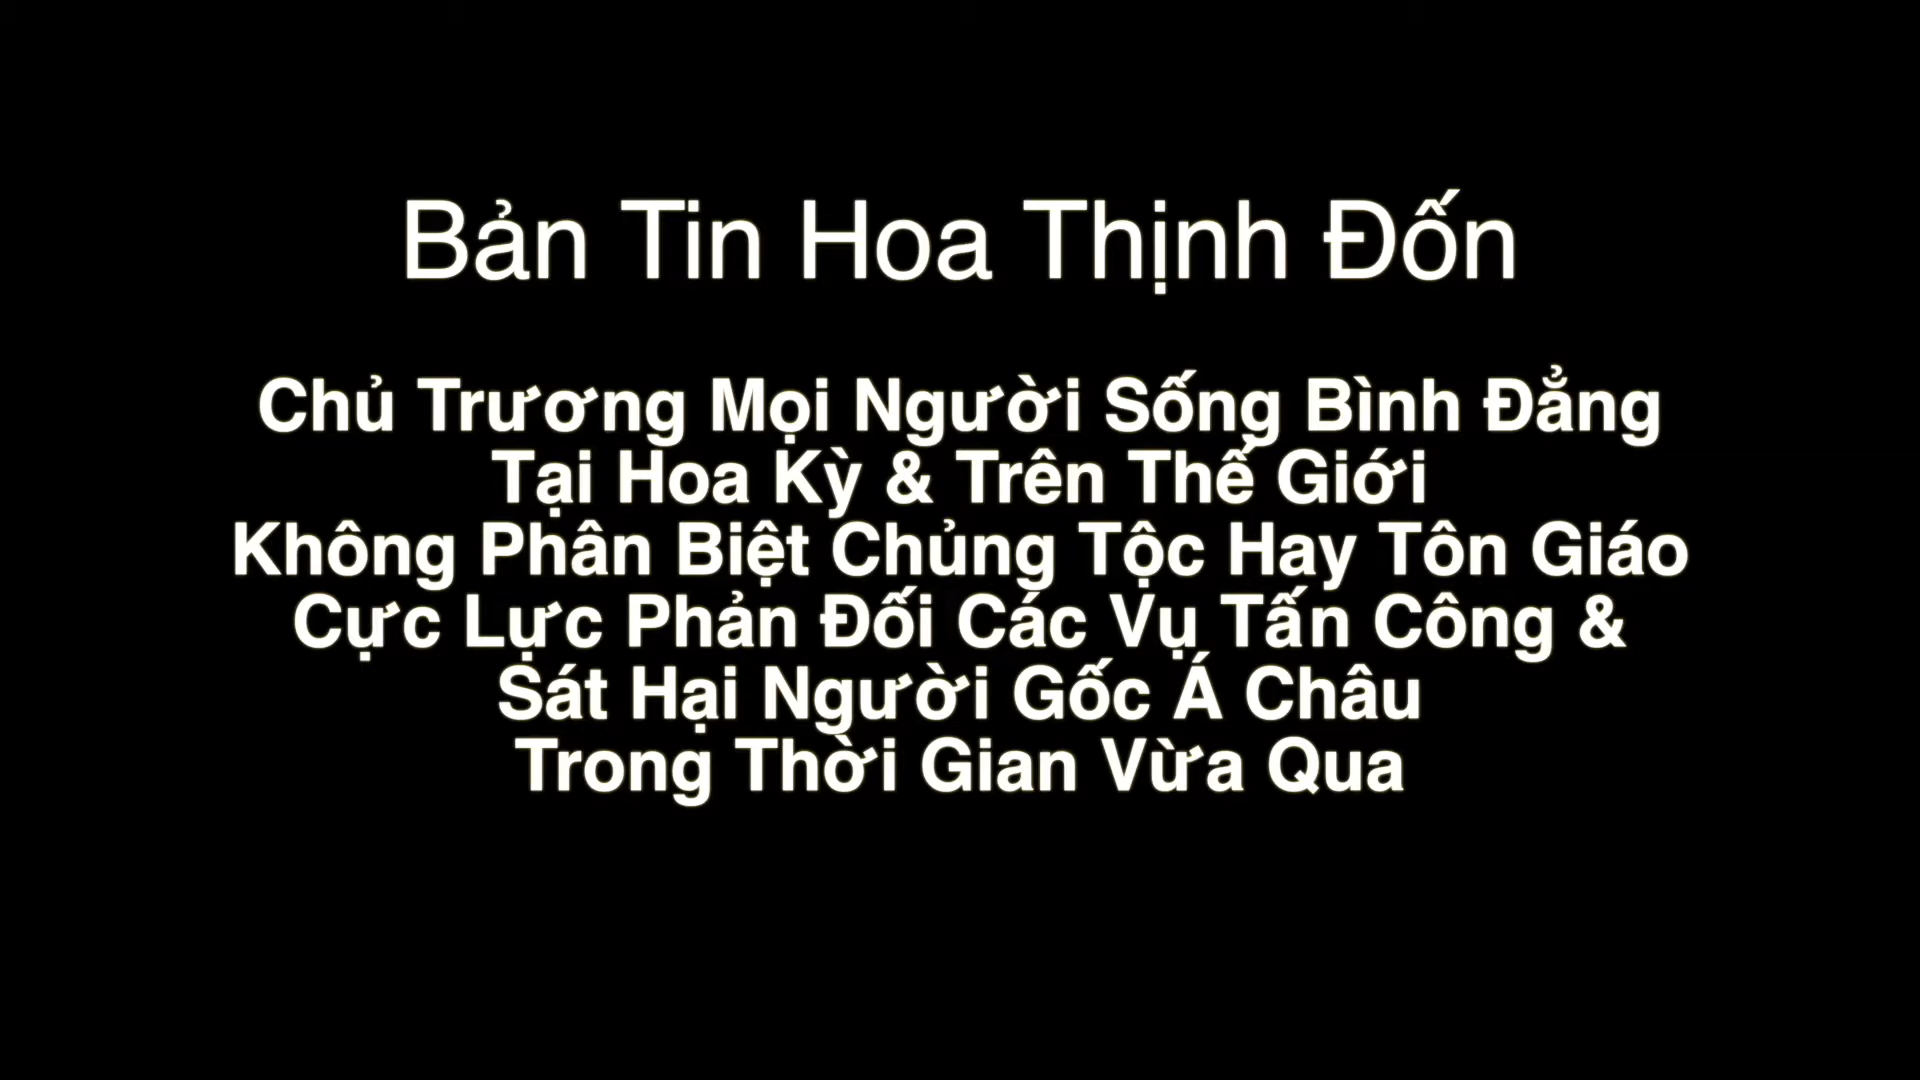 Bản Tin Hoa Thịnh Đốn
Chủ Trương Mọi Người Sống Bình Đẳng
Tại Hoa Kỳ & Trên Thế Giới
Không Phân Biệt Chủng Tộc Hay Tôn Giáo
Cực Lực Phản Đối Các Vụ Tấn Công &
Sát Hại Người Gốc Á Châu
Trong Thời Gian Vừa Qua